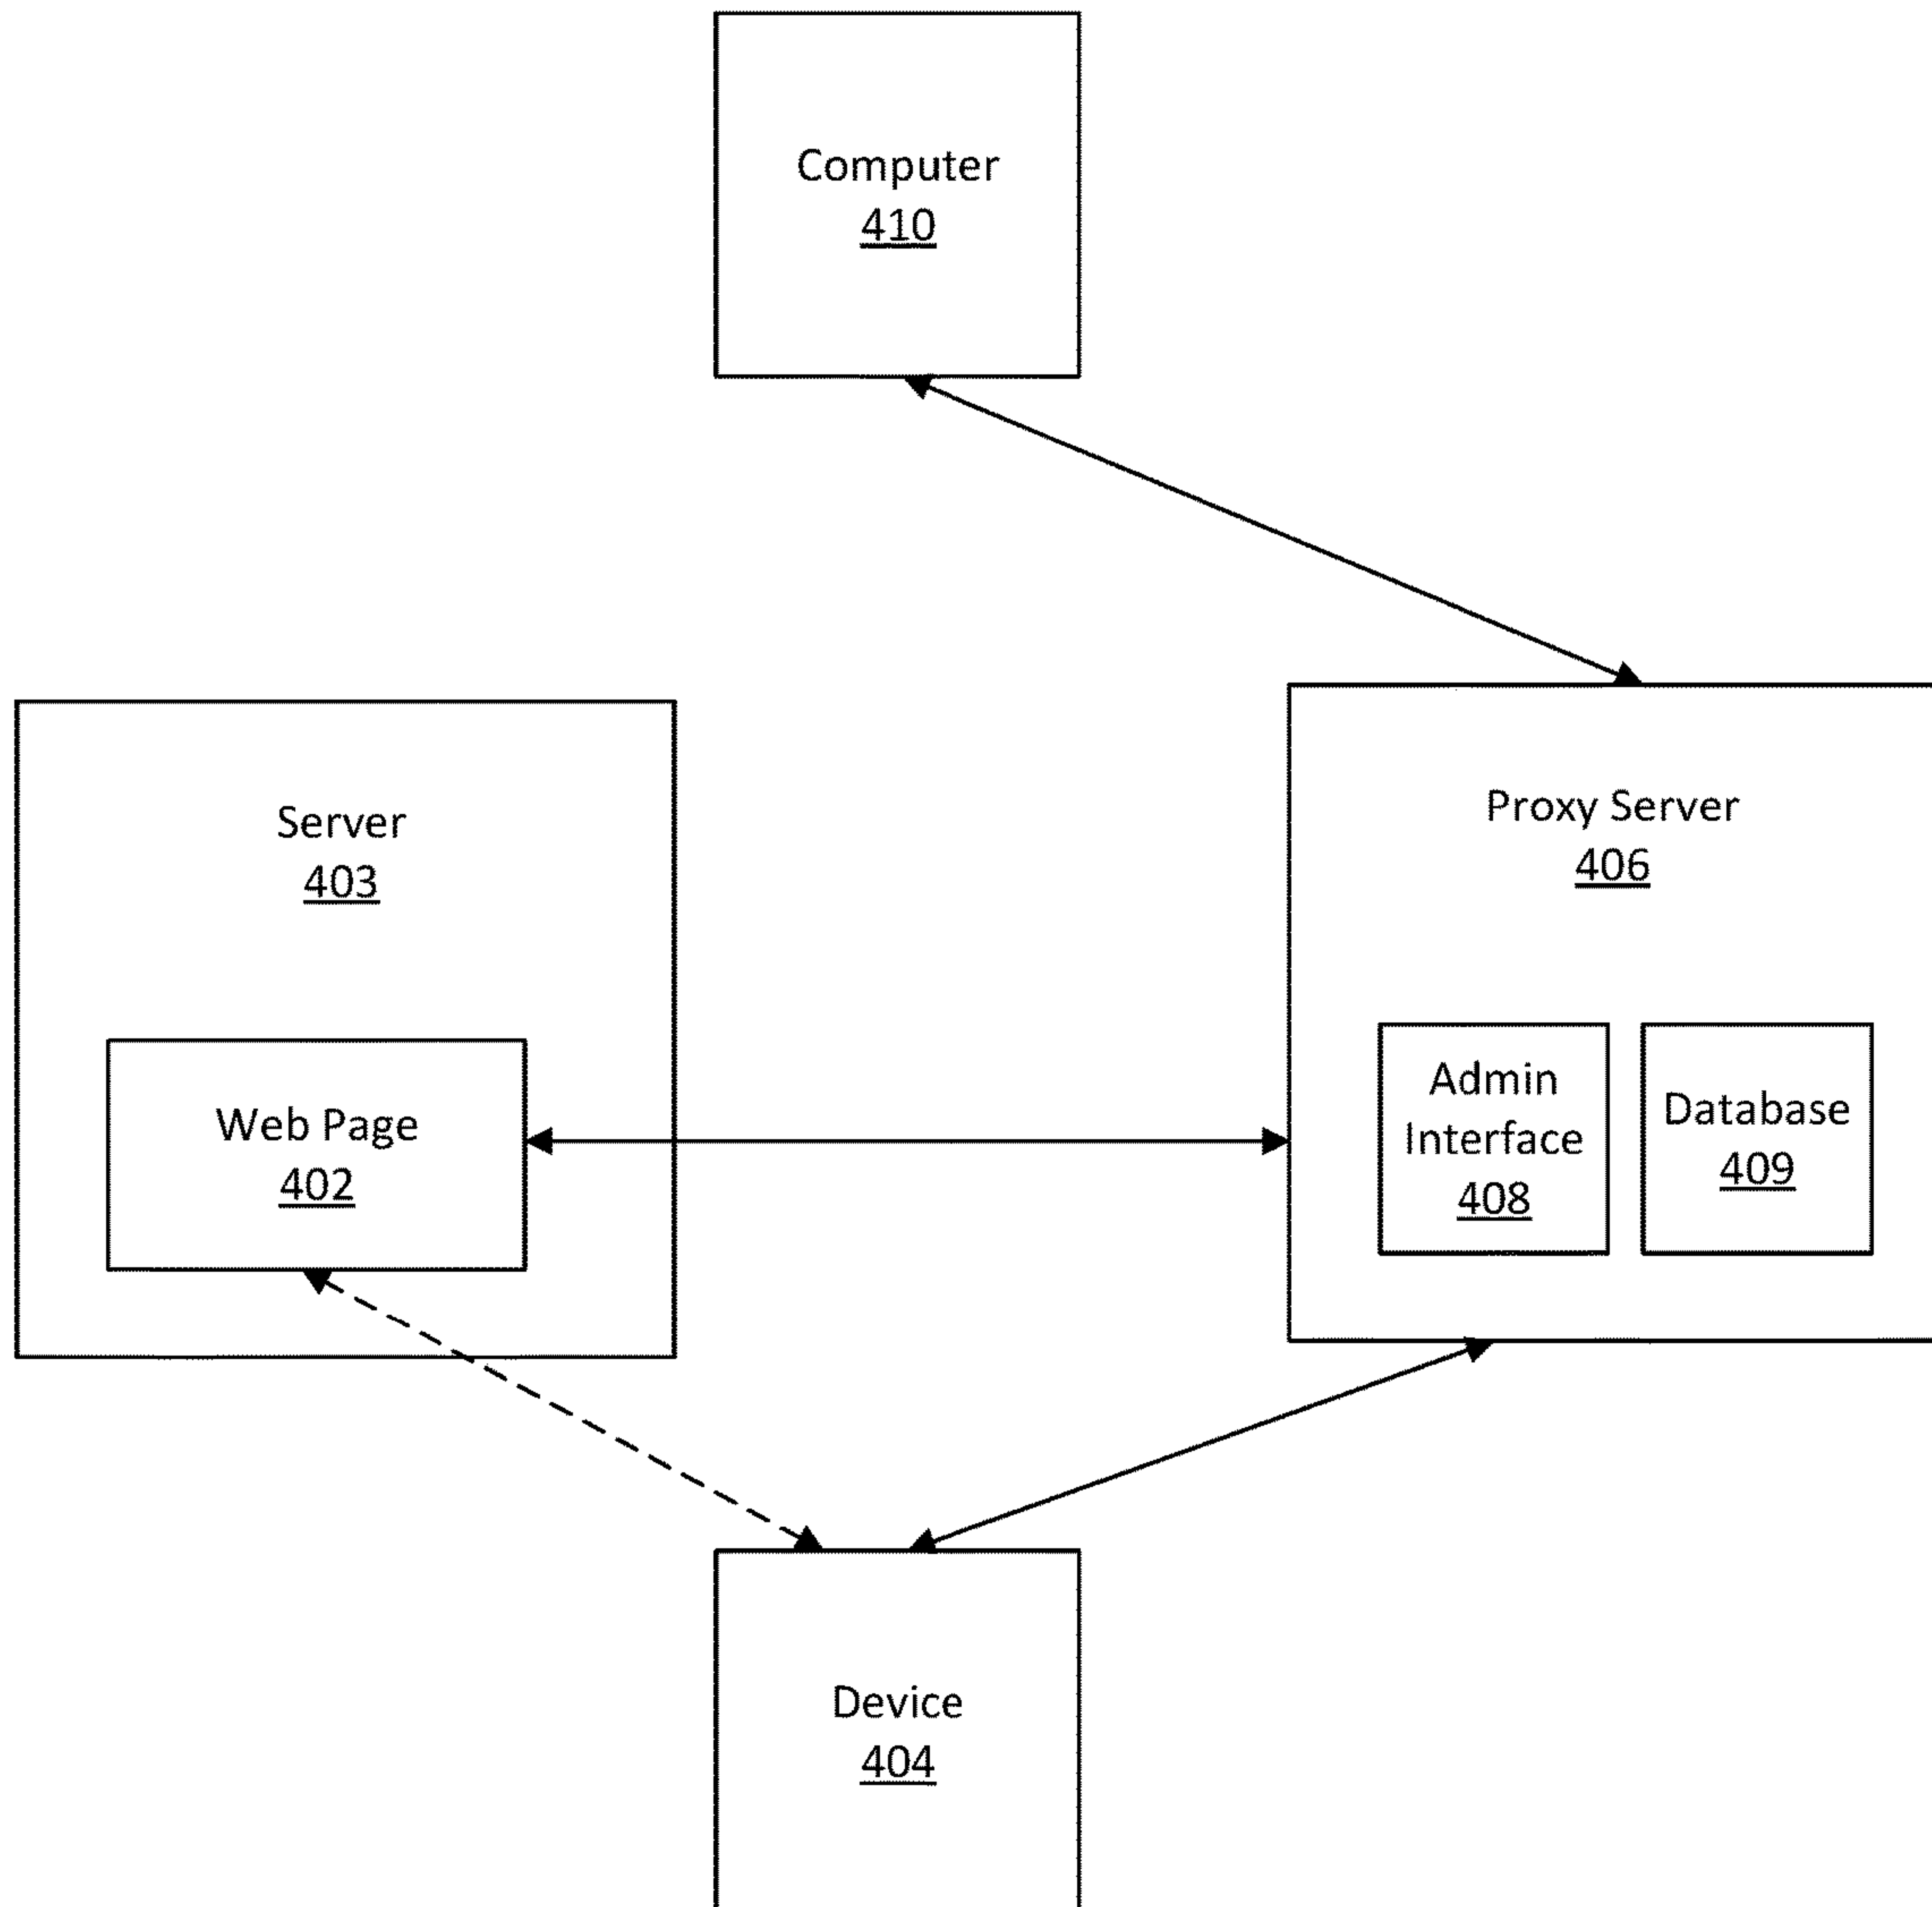 Computer
410
Server
403
Proxy Server
406
Web Page
402
Admin
Interface
408
Database
409
Device
404